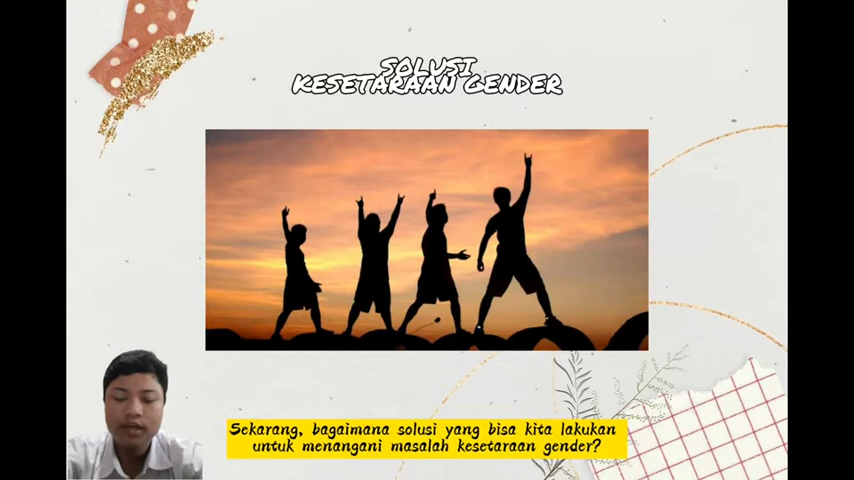 SOLUSI
KESETARAAN GENDER
Sekarang, bagaimana solusi yang bisa kita lakukan
untuk menangani masalah kesetaraan gender?